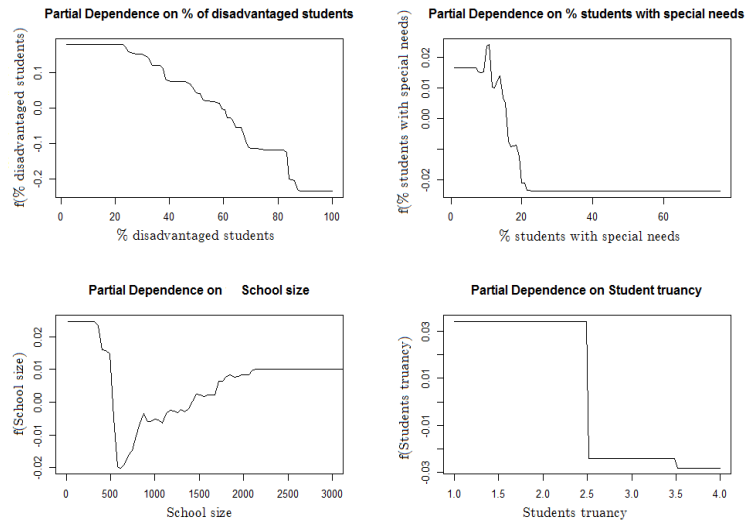 Partial Dependence on % of disadvantaged students
f(% disadvantaged students)
0.1
0.0
-0.1
-0.2
0 20 40 60 80 100
% disadvantaged students
Partial Dependence on % students with special needs
f(% students with special needs)
0.02
0.00
-0.02
0 20 40 60
% students with special needs
Partial Dependence on School size
f(School size)
0.02
0.01
0.00
-0.01
-0.02
0 500 1000 1500 2000 2500 3000
School size
Partial Dependence on Student truancy
f(Students truancy)
0.03
0.01
-0.01
-0.03
1.0 1.5 2.0 2.5 3.0 3.5 4.0
Students truancy